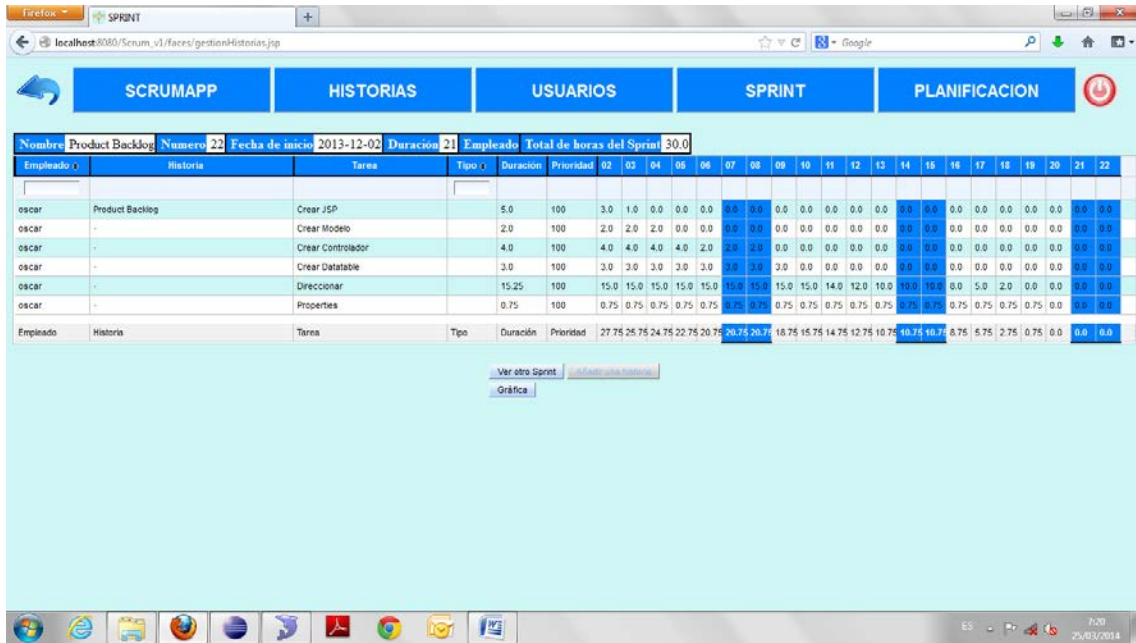 Firefox
SPRINT
localhost:8080/Scrum_v1/faces/gestionHistorias.jsp
Google
SCRUMAPP HISTORIAS USUARIOS SPRINT PLANIFICACION
Nombre Product Backlog Numero 22 Fecha de inicio 2013-12-02 Duración 21 Empleado Total de horas del Sprint 30.0
Empleado Historia Tarea Tipo Duración Prioridad 02 03 04 05 06 07 08 09 10 11 12 13 14 15 16 17 18 19 20 21 22
oscar Product Backlog Crear JSP 5.0 100 3.0 1.0 0.0 0.0 0.0 0.0 0.0 0.0 0.0 0.0 0.0 0.0 0.0 0.0 0.0 0.0 0.0 0.0 0.0 0.0 0.0
oscar - Crear Modelo 2.0 100 2.0 2.0 2.0 0.0 0.0 0.0 0.0 0.0 0.0 0.0 0.0 0.0 0.0 0.0 0.0 0.0 0.0 0.0 0.0 0.0 0.0
oscar - Crear Controlador 4.0 100 4.0 4.0 4.0 4.0 2.0 2.0 2.0 0.0 0.0 0.0 0.0 0.0 0.0 0.0 0.0 0.0 0.0 0.0 0.0 0.0 0.0
oscar - Crear Datatable 3.0 100 3.0 3.0 3.0 3.0 3.0 3.0 3.0 3.0 0.0 0.0 0.0 0.0 0.0 0.0 0.0 0.0 0.0 0.0 0.0 0.0 0.0
oscar - Direccionar 15.25 100 15.0 15.0 15.0 15.0 15.0 15.0 15.0 15.0 15.0 14.0 12.0 10.0 10.0 10.0 8.0 5.0 2.0 0.0 0.0 0.0 0.0
oscar - Properties 0.75 100 0.75 0.75 0.75 0.75 0.75 0.75 0.75 0.75 0.75 0.75 0.75 0.75 0.75 0.75 0.75 0.75 0.75 0.75 0.0 0.0 0.0
Empleado Historia Tarea Tipo Duración Prioridad 27.75 25.75 24.75 22.75 20.75 20.75 20.75 18.75 15.75 14.75 12.75 10.75 10.75 10.75 8.75 5.75 2.75 0.75 0.0 0.0 0.0
Ver otro Sprint Añadir una historia
Gráfica
ES 7:20
25/03/2014